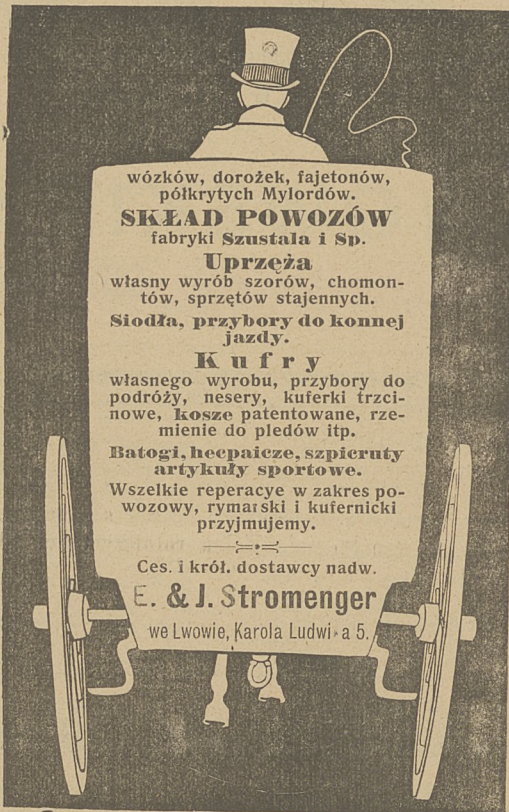 wózków, dorożek, fajetonów,
półkrytych Mylordów.
SKŁAD POWOZÓW
fabryki Szustala i Sp.
Uprzęża
własny wyrób szorów, chomon-
tów, sprzętów stajennych.
Siodła, przybory do konnej
jazdy.
Kufry
własnego wyrobu, przybory do
podróży, nesery, kuferki trzci-
nowe, kosze patentowane, rze-
mienie do pledów itp.
Batogi, hecpaicze, szpicruty
artykuły sportowe.
Wszelkie reperacye w zakres po-
wozowy, rymarski i kufernicki
przyjmujemy.
Ces. i król. dostawcy nadw.
E. & J. Stromenger
we Lwowie, Karola Ludwi a 5.